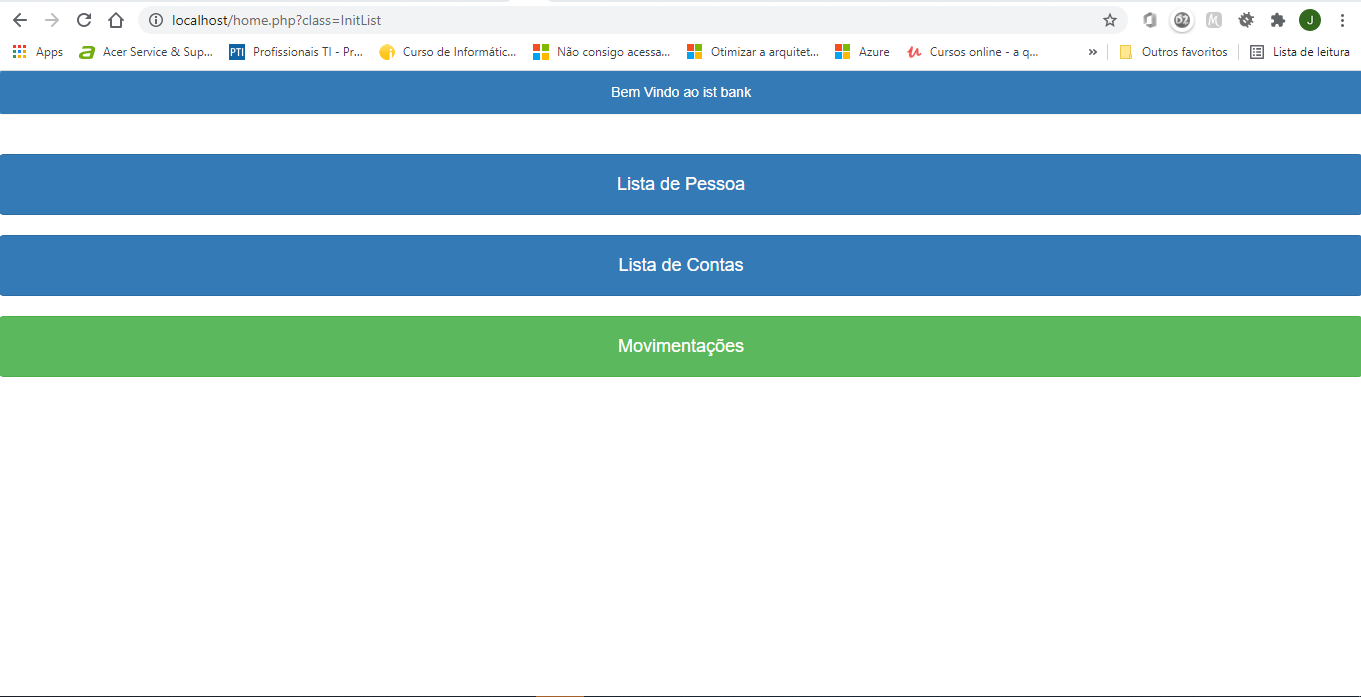 localhost/home.php?class=InitList J
Apps a Acer Service & Sup... PTI Profissionais TI - Pr... Curso de Informátic... Não consigo acessa... Otimizar a arquitet... Azure Cursos online - a q... » Outros favoritos Lista de leitura
Bem Vindo ao ist bank
Lista de Pessoa
Lista de Contas
Movimentações